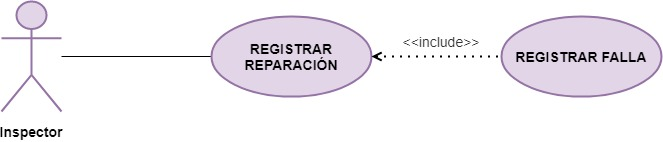 <<include>>
REGISTRAR
REPARACIÓN
REGISTRAR FALLA
Inspector